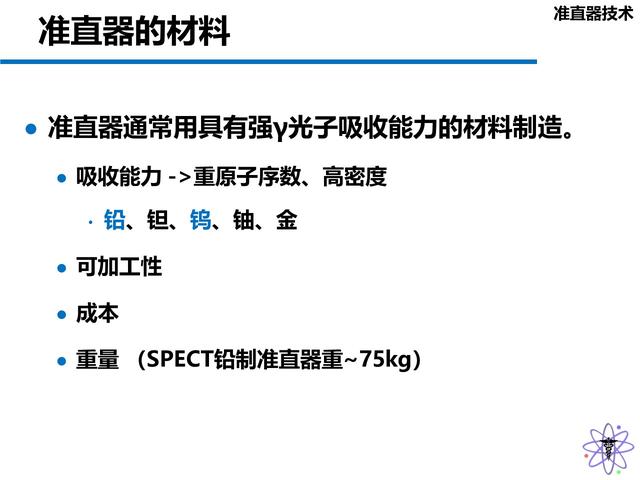 准直器技术
准直器的材料
准直器通常用具有强γ光子吸收能力的材料制造。
吸收能力 ->重原子序数、高密度
铅、钽、钨、铀、金
可加工性
成本
重量 （SPECT铅制准直器重~75kg）